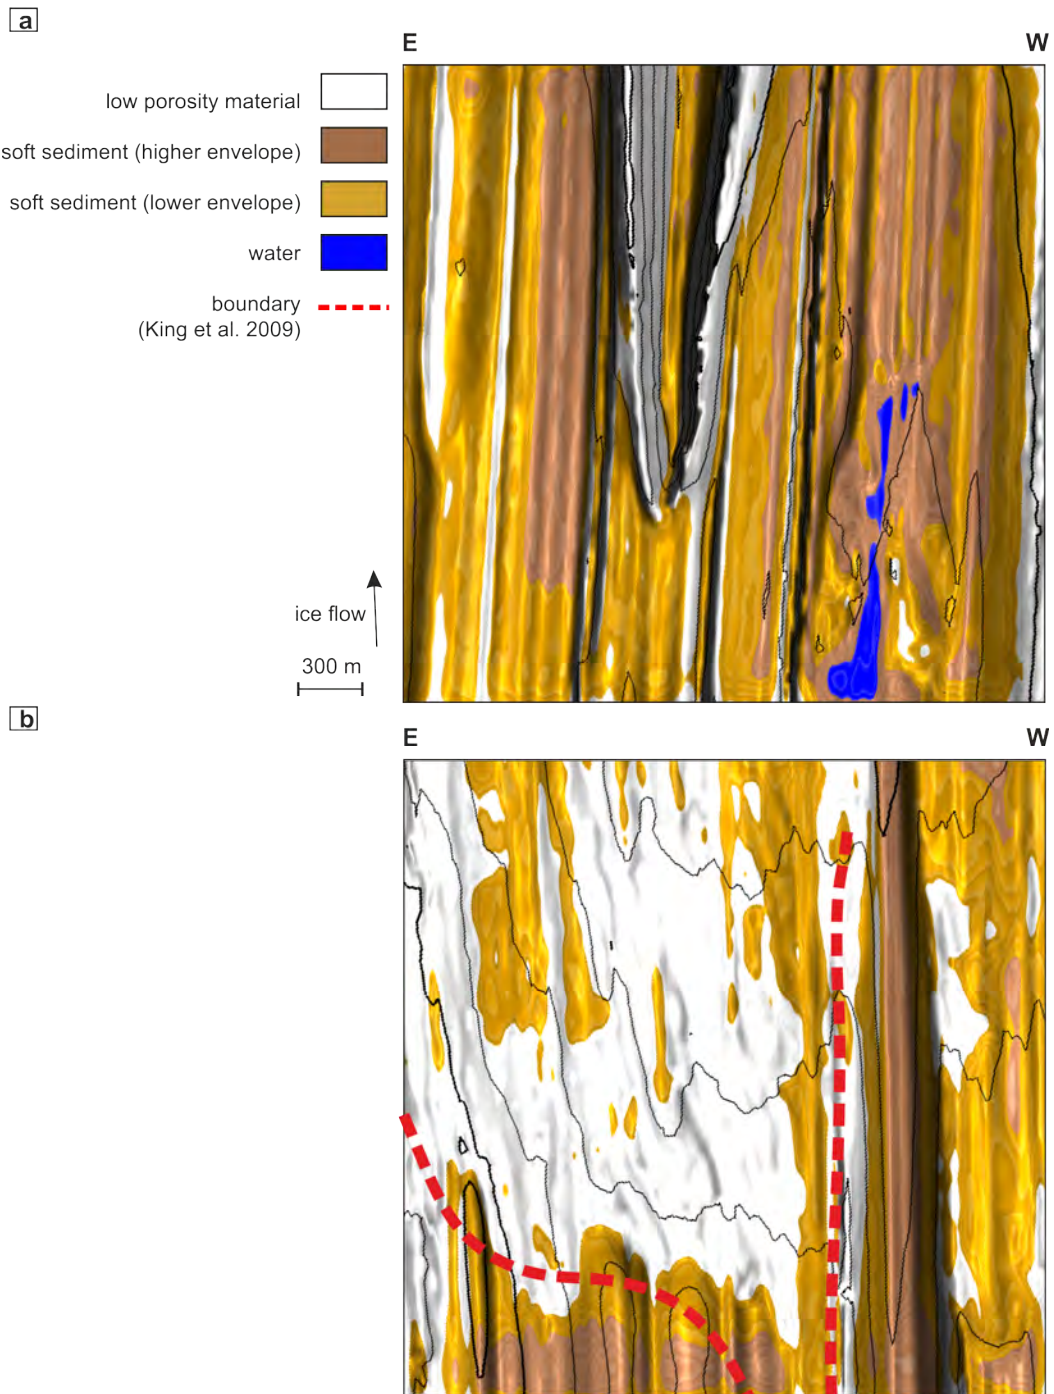 a
E W
low porosity material
soft sediment (higher envelope)
soft sediment (lower envelope)
water
boundary
(King et al. 2009)
ice flow
300 m
b
E W